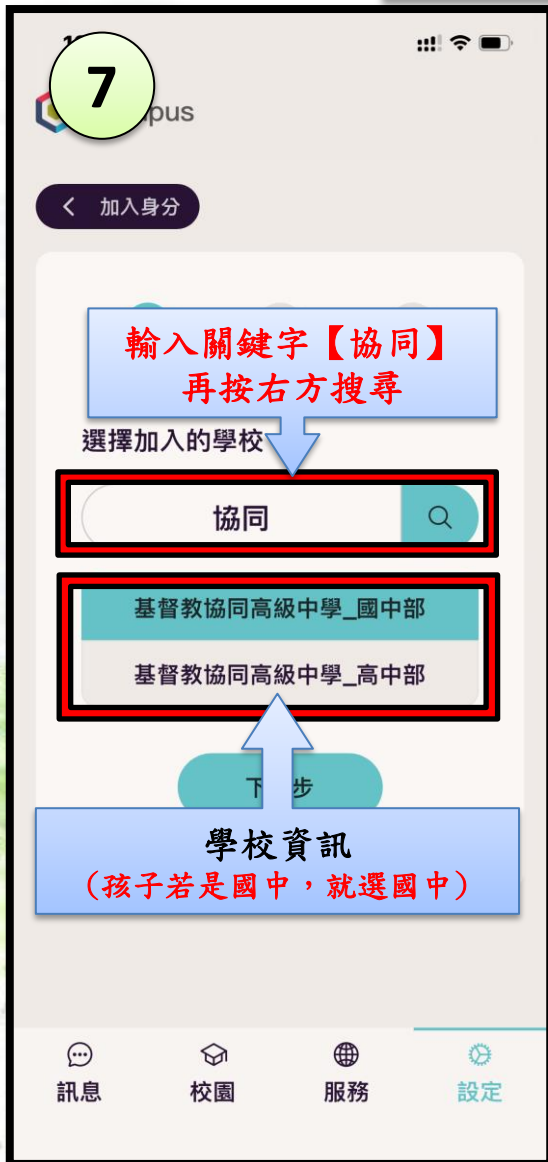 7
pus
加入身分
輸入關鍵字【協同】
再按右方搜尋
選擇加入的學校
協同
基督教協同高級中學_國中部
基督教協同高級中學_高中部
下 步
學校資訊
(孩子若是國中，就選國中)
訊息
校園
服務
設定